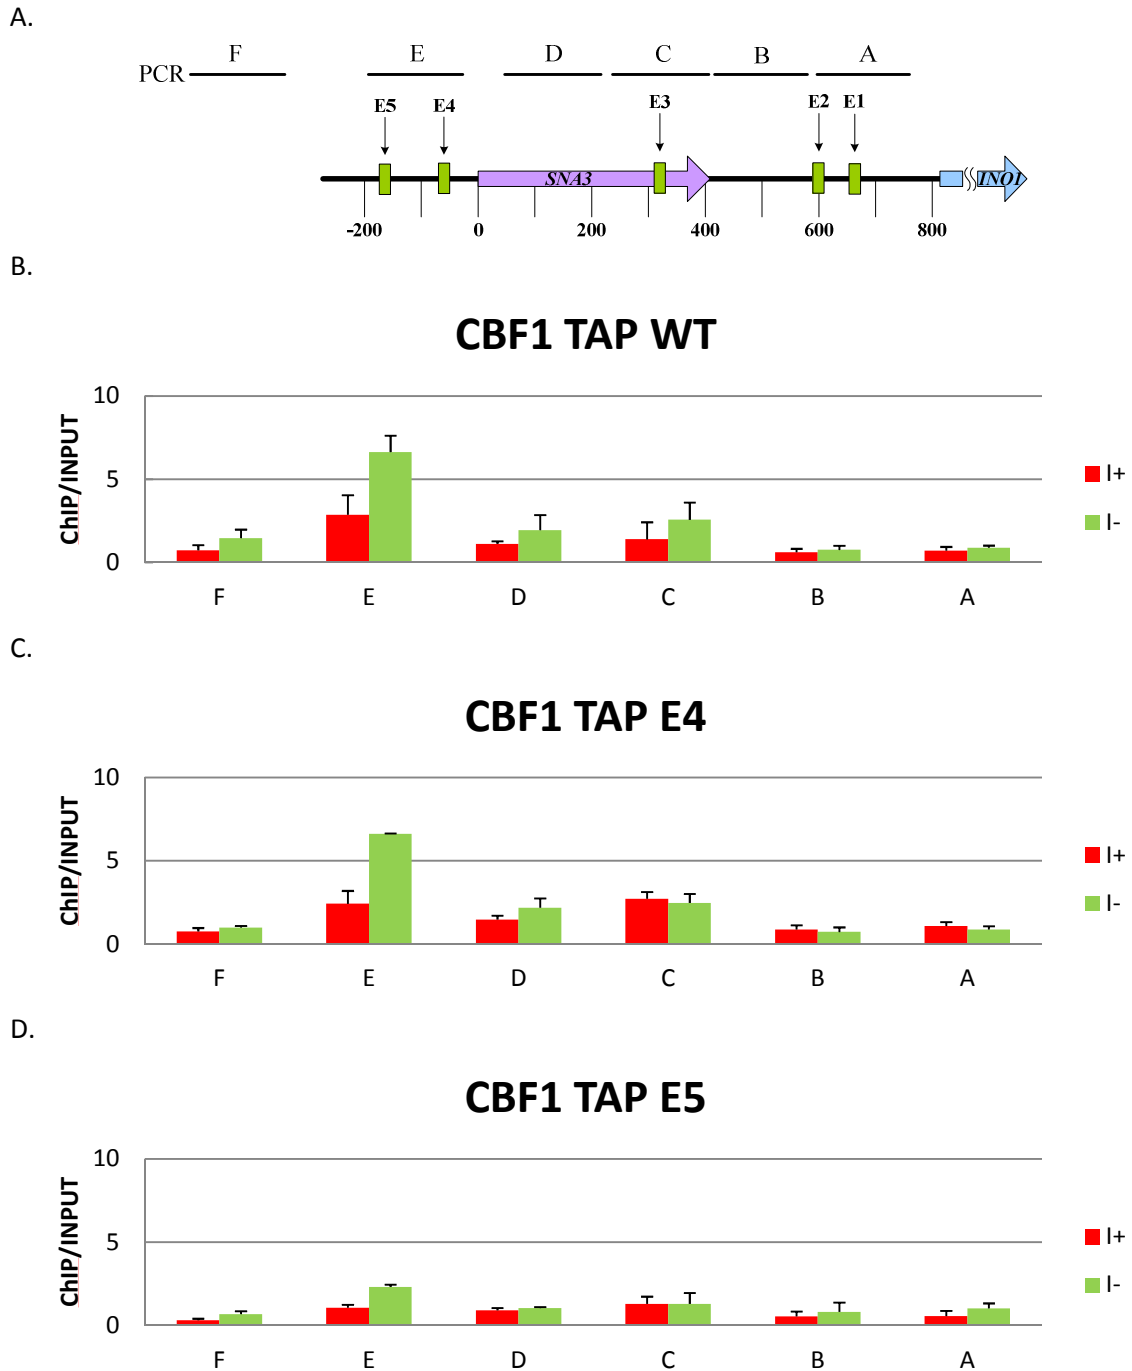 A.
F E D C B A
PCR
E5 E4 E3 E2 E1
SNA3 INO1
-200 0 200 400 600 800
B.
CBF1 TAP WT
ChIP/INPUT
10
5
0
F E D C B A
I+
I-
C.
CBF1 TAP E4
ChIP/INPUT
10
5
0
F E D C B A
I+
I-
D.
CBF1 TAP E5
ChIP/INPUT
10
5
0
F E D C B A
I+
I-